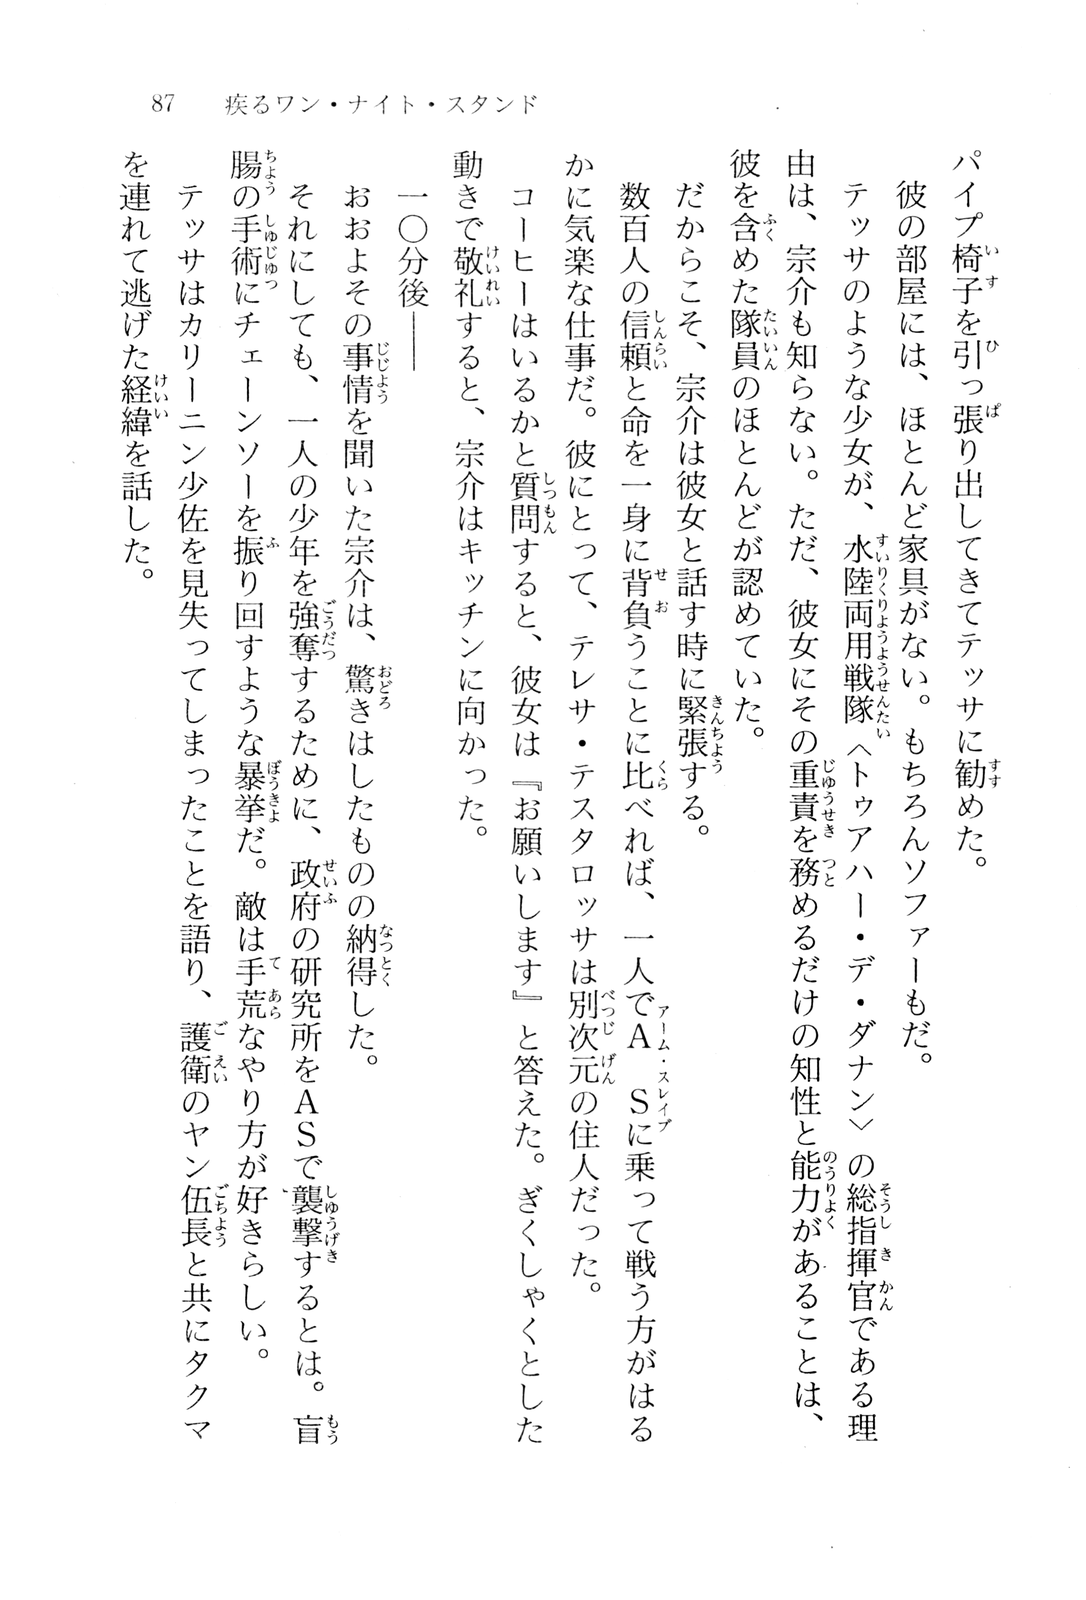 87　疾るワン・ナイト・スタンド
パイプ椅子を引っ張り出してきてテッサに勧めた。
　彼の部屋には、ほとんど家具がない。もちろんソファーもだ。
　テッサのような少女が、水陸両用戦隊〈トゥアハー・デ・ダナン〉の総指揮官である理
由は、宗介も知らない。ただ、彼女にその重責を務めるだけの知性と能力があることは、
彼を含めた隊員のほとんどが認めていた。
　だからこそ、宗介は彼女と話す時に緊張する。
　数百人の信頼と命を一身に背負うことに比べれば、一人でＡＳに乗って戦う方がはる
かに気楽な仕事だ。彼にとって、テレサ・テスタロッサは別次元の住人だった。
　コーヒーはいるかと質問すると、彼女は『お願いします』と答えた。ぎくしゃくとした
動きで敬礼すると、宗介はキッチンに向かった。
　一〇分後――
　おおよその事情を聞いた宗介は、驚きはしたものの納得した。
　それにしても、一人の少年を強奪するために、政府の研究所をＡＳで襲撃するとは。盲
腸の手術にチェーンソーを振り回すような暴挙だ。敵は手荒なやり方が好きらしい。
　テッサはカリーニン少佐を見失ってしまったことを語り、護衛のヤン伍長と共にタクマ
を連れて逃げた経緯を話した。